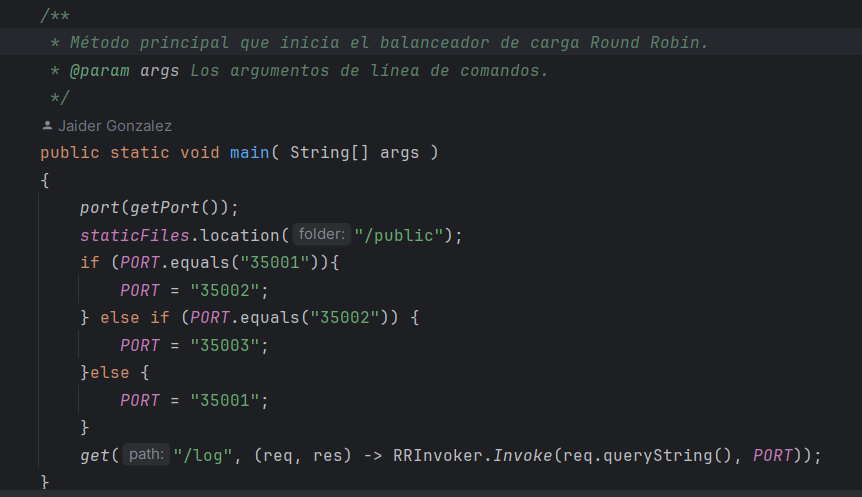 /**
 * Método principal que inicia el balanceador de carga Round Robin.
 * @param args Los argumentos de línea de comandos.
 */
Jaider Gonzalez
public static void main( String[] args )
{
    port(getPort());
    staticFiles.location( folder: "/public");
    if (PORT.equals("35001")){
        PORT = "35002";
    } else if (PORT.equals("35002")) {
        PORT = "35003";
    }else {
        PORT = "35001";
    }
    get( path: "/log", (req, res) -> RRInvoker.Invoke(req.queryString(), PORT));
}